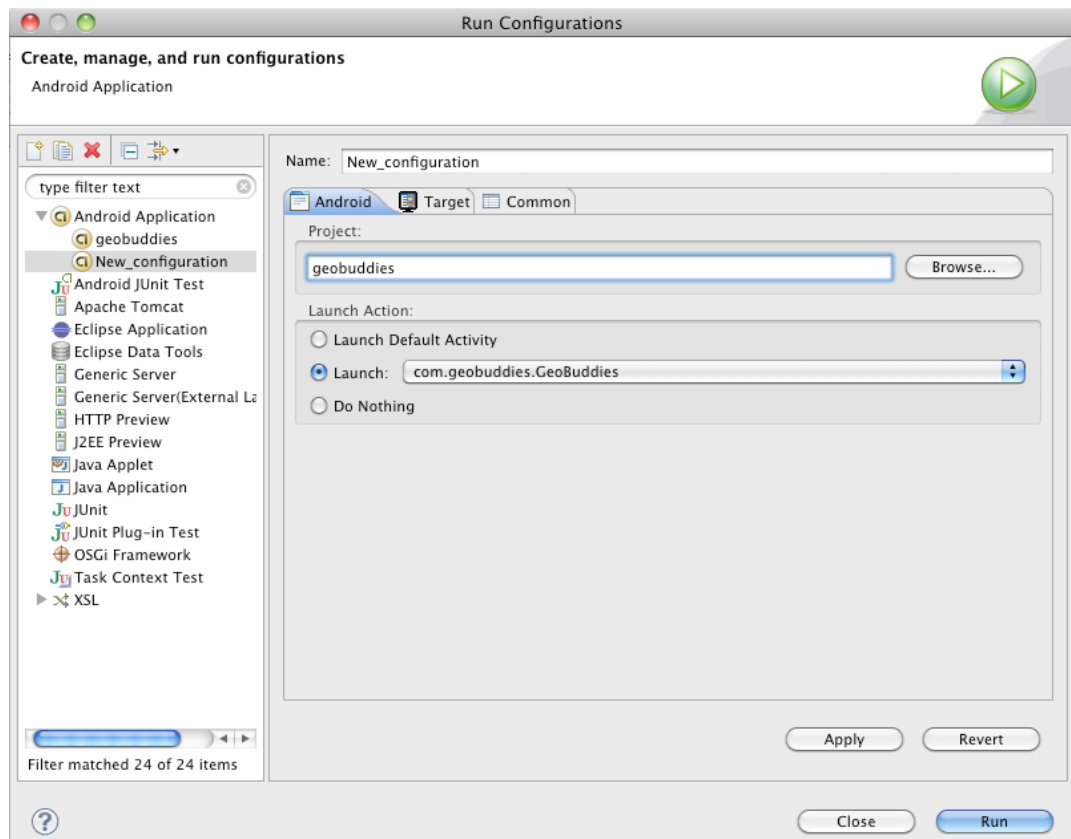 Run Configurations
Create, manage, and run configurations
Android Application
type filter text
Android Application
geobuddies
New_configuration
Android JUnit Test
Apache Tomcat
Eclipse Application
Eclipse Data Tools
Generic Server
Generic Server(External La
HTTP Preview
J2EE Preview
Java Applet
Java Application
JUnit
JUnit Plug-in Test
OSGi Framework
Task Context Test
XSL
Filter matched 24 of 24 items
Name: New_configuration
Android Target Common
Project:
geobuddies Browse...
Launch Action:
Launch Default Activity
Launch: com.geobuddies.GeoBuddies
Do Nothing
Apply Revert
Close Run